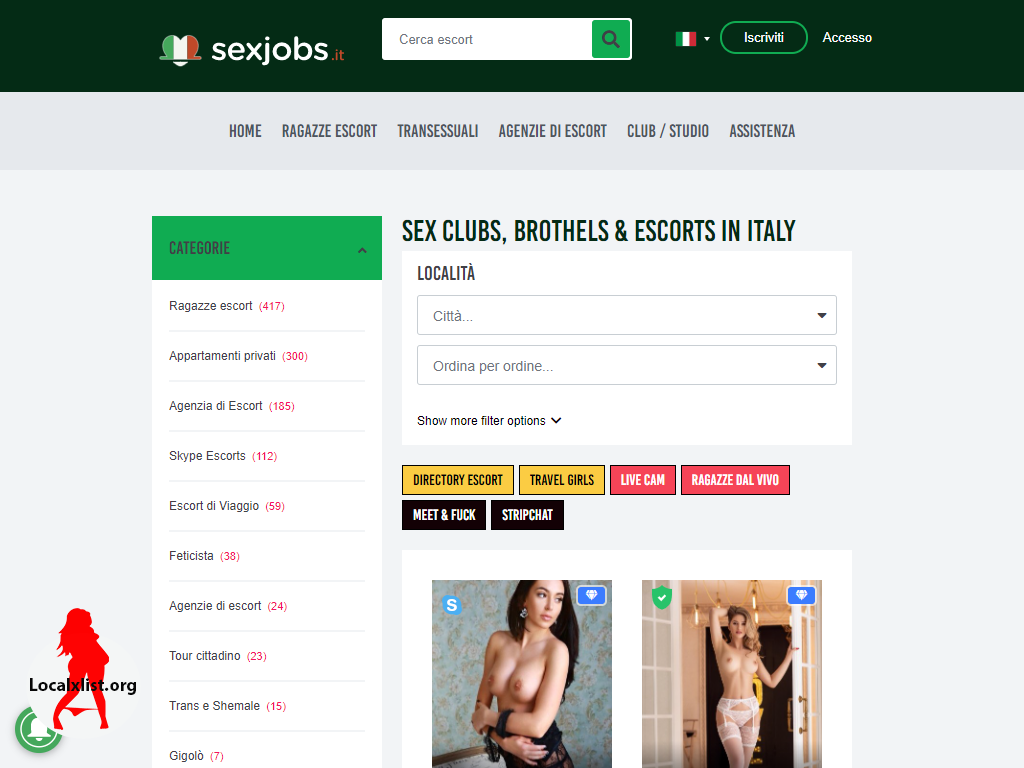 sexjobs.it
Cerca escort
Iscriviti
Accesso
HOME
RAGAZZE ESCORT
TRANSESSUALI
AGENZIE DI ESCORT
CLUB / STUDIO
ASSISTENZA
CATEGORIE
Ragazze escort (417)
Appartamenti privati (300)
Agenzia di Escort (185)
Skype Escorts (112)
Escort di Viaggio (59)
Feticista (38)
Agenzie di escort (24)
Tour cittadino (23)
Trans e Shemale (15)
Gigolò (7)
SEX CLUBS, BROTHELS & ESCORTS IN ITALY
LOCALITÀ
Città...
Ordina per ordine...
Show more filter options
DIRECTORY ESCORT
TRAVEL GIRLS
LIVE CAM
RAGAZZE DAL VIVO
MEET & FUCK
STRIPCHAT
S
Localxlist.org